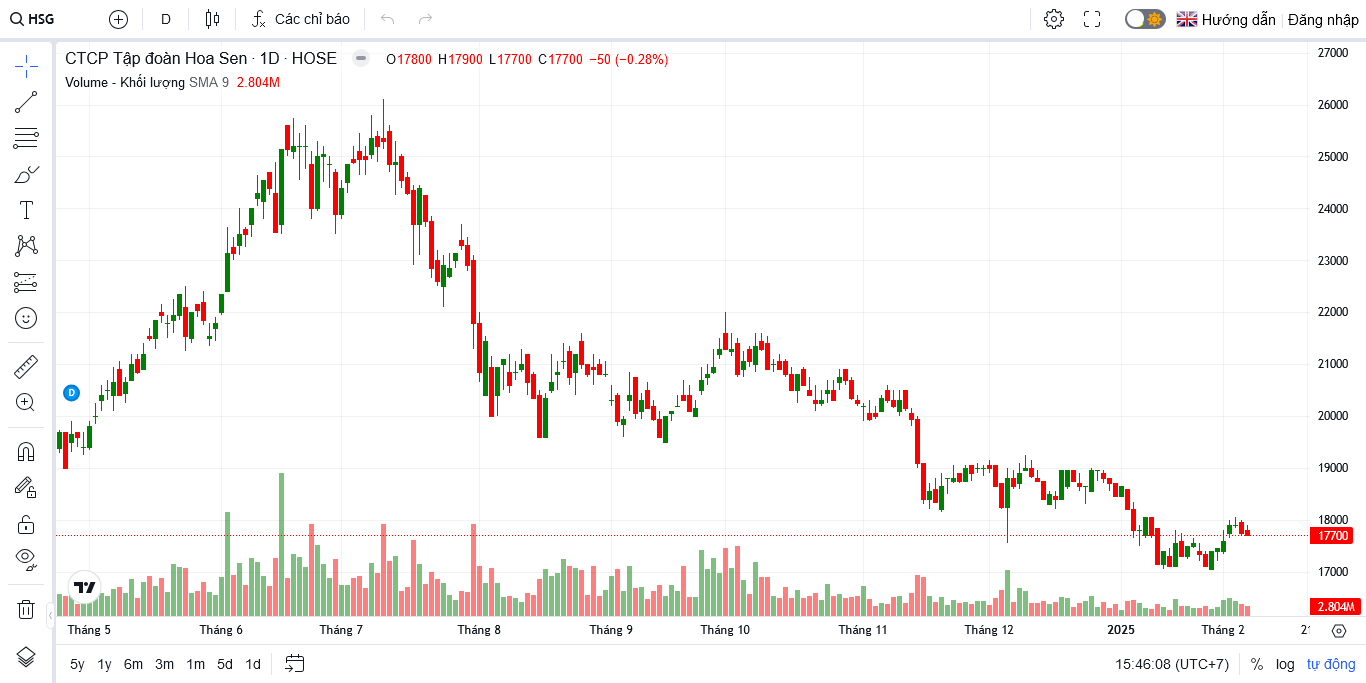 HSG D Các chỉ báo Hướng dẫn Đăng nhập
CTCP Tập đoàn Hoa Sen · 1D · HOSE O17800 H17900 L17700 C17700 −50 (−0.28%)
Volume - Khối lượng SMA 9 2.804M
27000
26000
25000
24000
23000
22000
21000
D
20000
19000
18000
17700
17000
2.804M
Tháng 5 Tháng 6 Tháng 7 Tháng 8 Tháng 9 Tháng 10 Tháng 11 Tháng 12 2025 Tháng 2
5y 1y 6m 3m 1m 5d 1d 15:46:08 (UTC+7) % log tự động